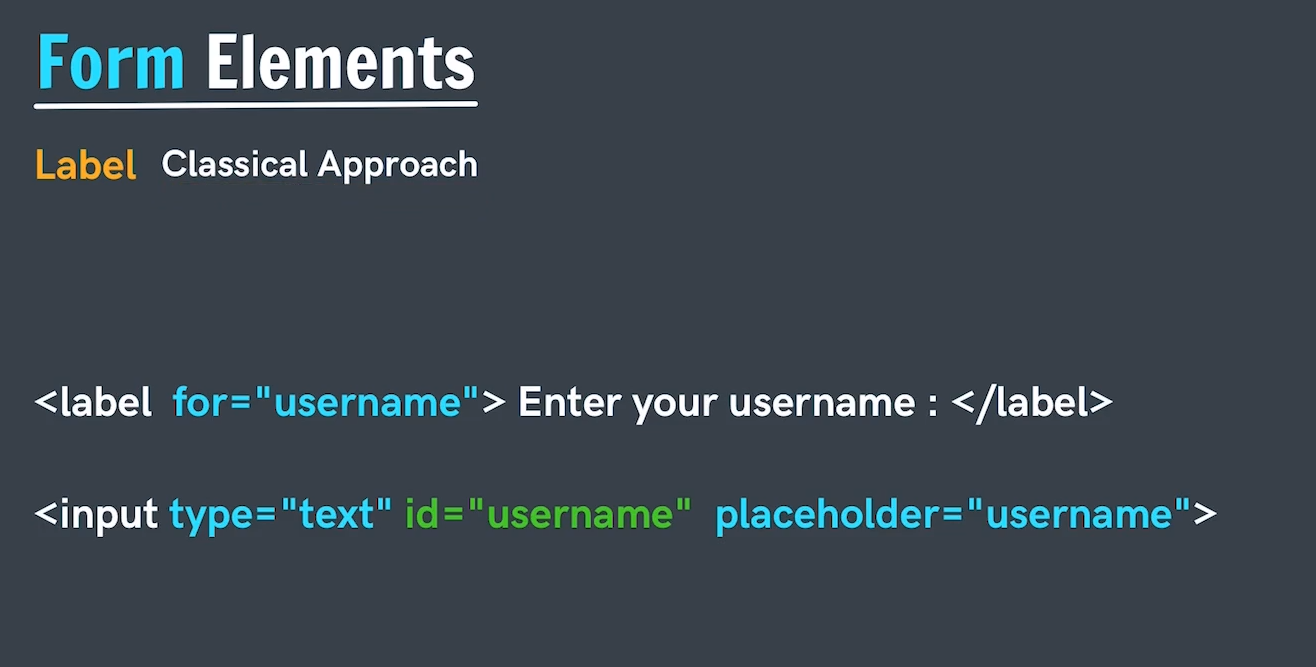 Form Elements
Label Classical Approach
<label for="username"> Enter your username : </label>
<input type="text" id="username" placeholder="username">